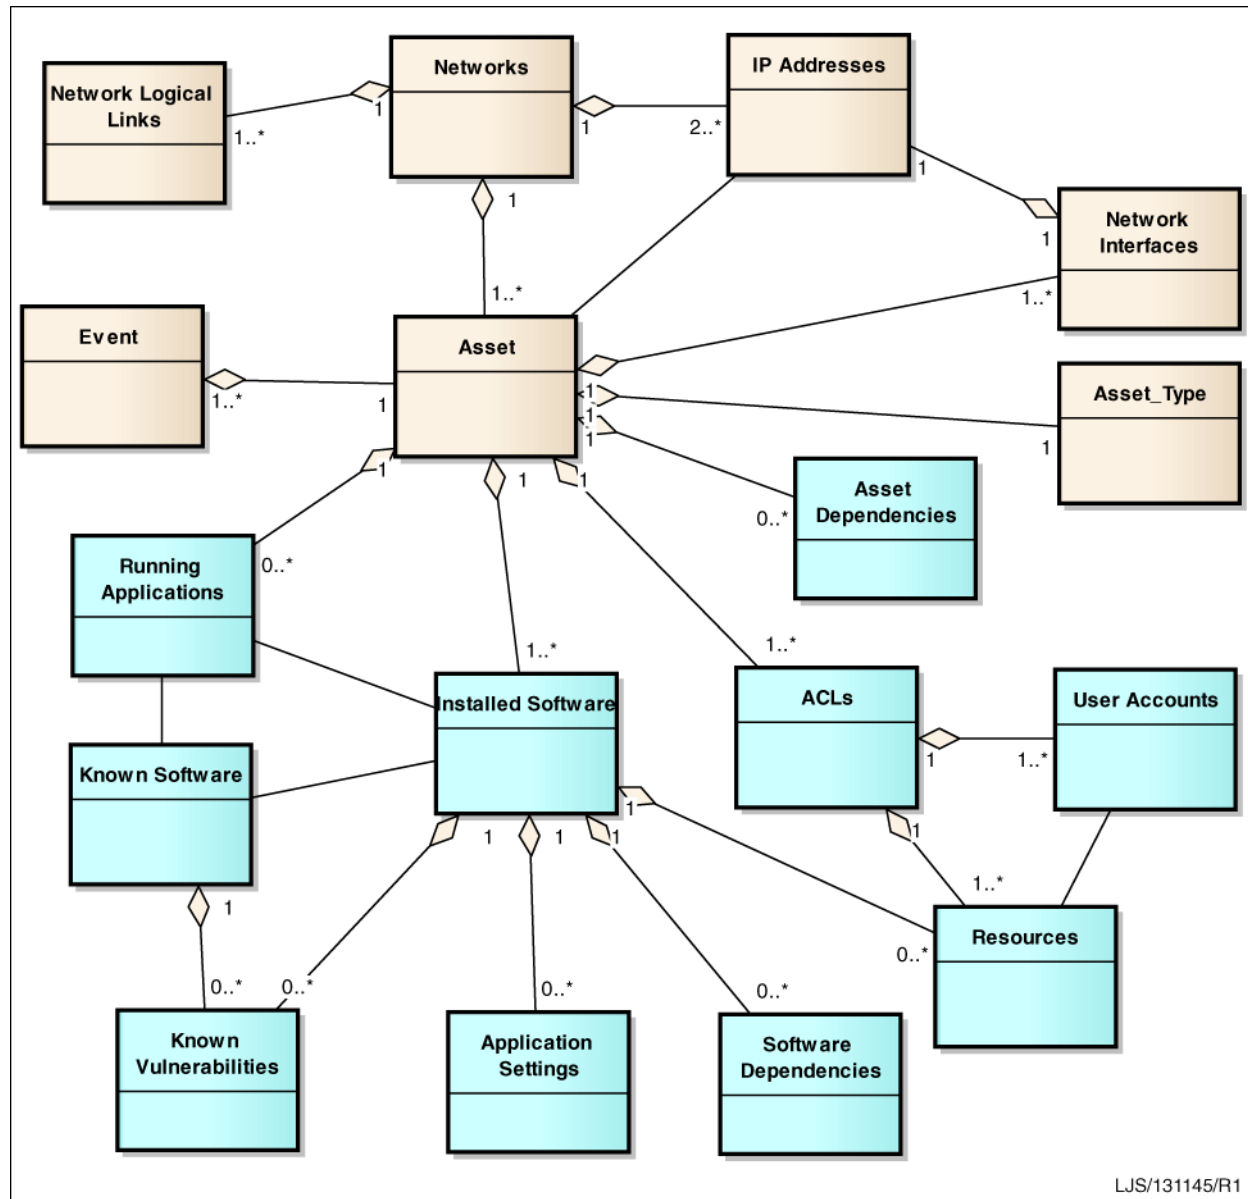 Networks
IP Addresses
Network Logical
Links
1
1..*
1
2..*
1
1
1
Network
Interfaces
1..*
1..*
Event
Asset
1..*
1
1
1
1
Asset_Type
1
1
1
1
Asset
Dependencies
0..*
Running
Applications
0..*
1..*
1..*
Installed Software
ACLs
User Accounts
Known Software
1
1..*
1
1
1
1
1
1
1..*
Resources
0..*
0..*
0..*
0..*
0..*
Known
Vulnerabilities
Application
Settings
Software
Dependencies
LJS/131145/R1